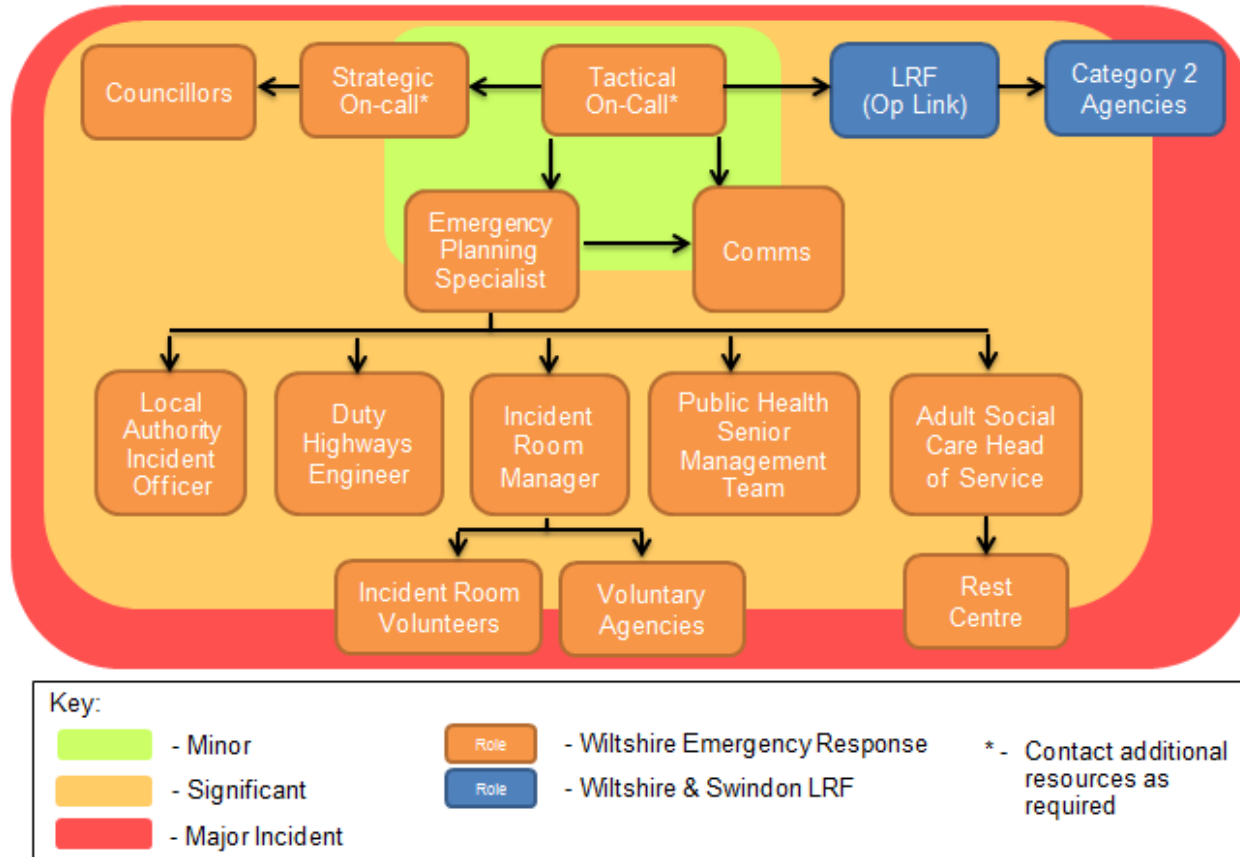 Councillors
Strategic
On-call*
Tactical
On-Call*
LRF
(Op Link)
Category 2
Agencies
Emergency
Planning
Specialist
Comms
Local
Authority
Incident
Officer
Duty
Highways
Engineer
Incident
Room
Manager
Public Health
Senior
Management
Team
Adult Social
Care Head
of Service
Incident Room
Volunteers
Voluntary
Agencies
Rest
Centre
Key:
- Minor
- Significant
- Major Incident
Role
- Wiltshire Emergency Response
Role
- Wiltshire & Swindon LRF
* - Contact additional
resources as
required